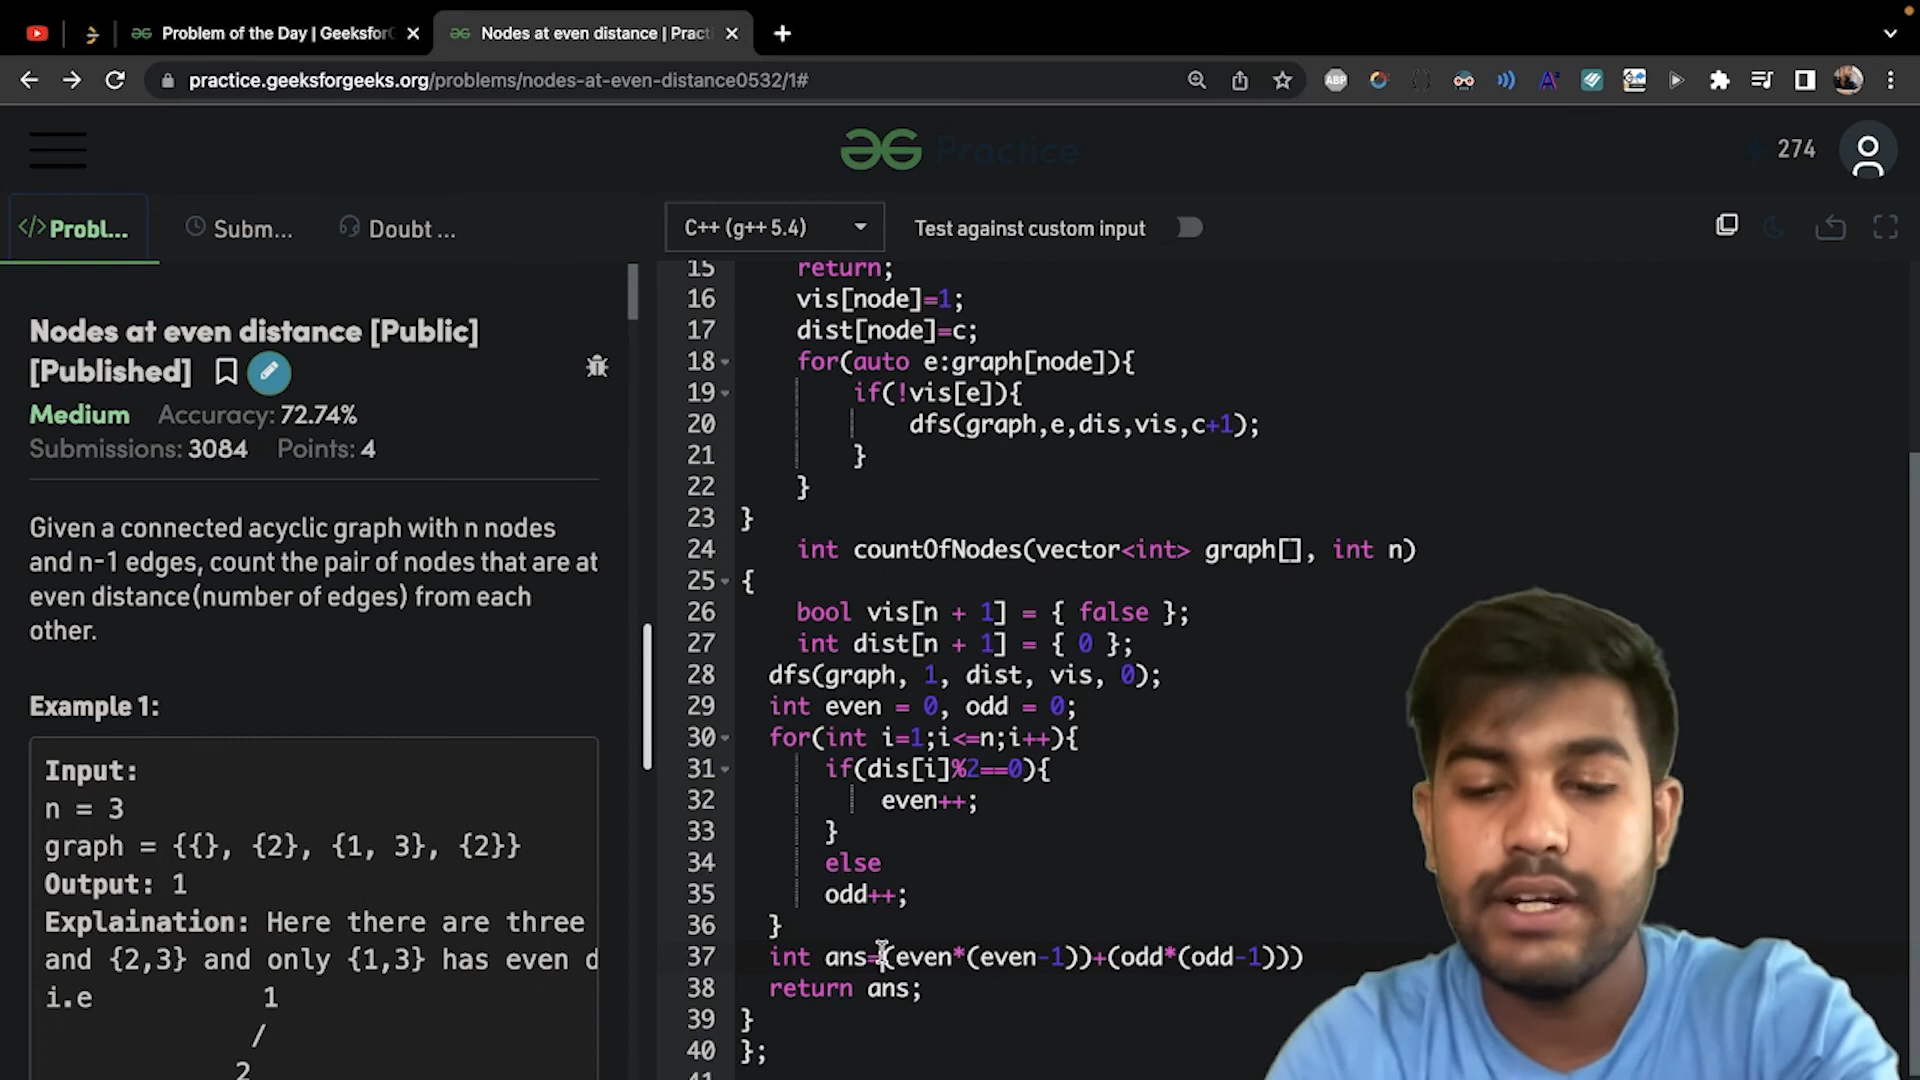 Problem of the Day | Geeksfor
Nodes at even distance | Pract
practice.geeksforgeeks.org/problems/nodes-at-even-distance0532/1#
ABP
Practice
274
</>Probl...
Subm...
Doubt ...
C++ (g++ 5.4)
Test against custom input
Nodes at even distance [Public]
[Published]
Medium Accuracy: 72.74%
Submissions: 3084 Points: 4
Given a connected acyclic graph with n nodes
and n-1 edges, count the pair of nodes that are at
even distance(number of edges) from each
other.
Example 1:
Input:
n = 3
graph = {{}, {2}, {1, 3}, {2}}
Output: 1
Explaination: Here there are three
and {2,3} and only {1,3} has even d
i.e 1
/
2
15 return;
16 vis[node]=1;
17 dist[node]=c;
18 for(auto e:graph[node]){
19 if(!vis[e]){
20 dfs(graph,e,dis,vis,c+1);
21 }
22 }
23 }
24 int countOfNodes(vector<int> graph[], int n)
25 {
26 bool vis[n + 1] = { false };
27 int dist[n + 1] = { 0 };
28 dfs(graph, 1, dist, vis, 0);
29 int even = 0, odd = 0;
30 for(int i=1;i<=n;i++){
31 if(dis[i]%2==0){
32 even++;
33 }
34 else
35 odd++;
36 }
37 int ans=(even*(even-1))+(odd*(odd-1)))
38 return ans;
39 }
40 };
41